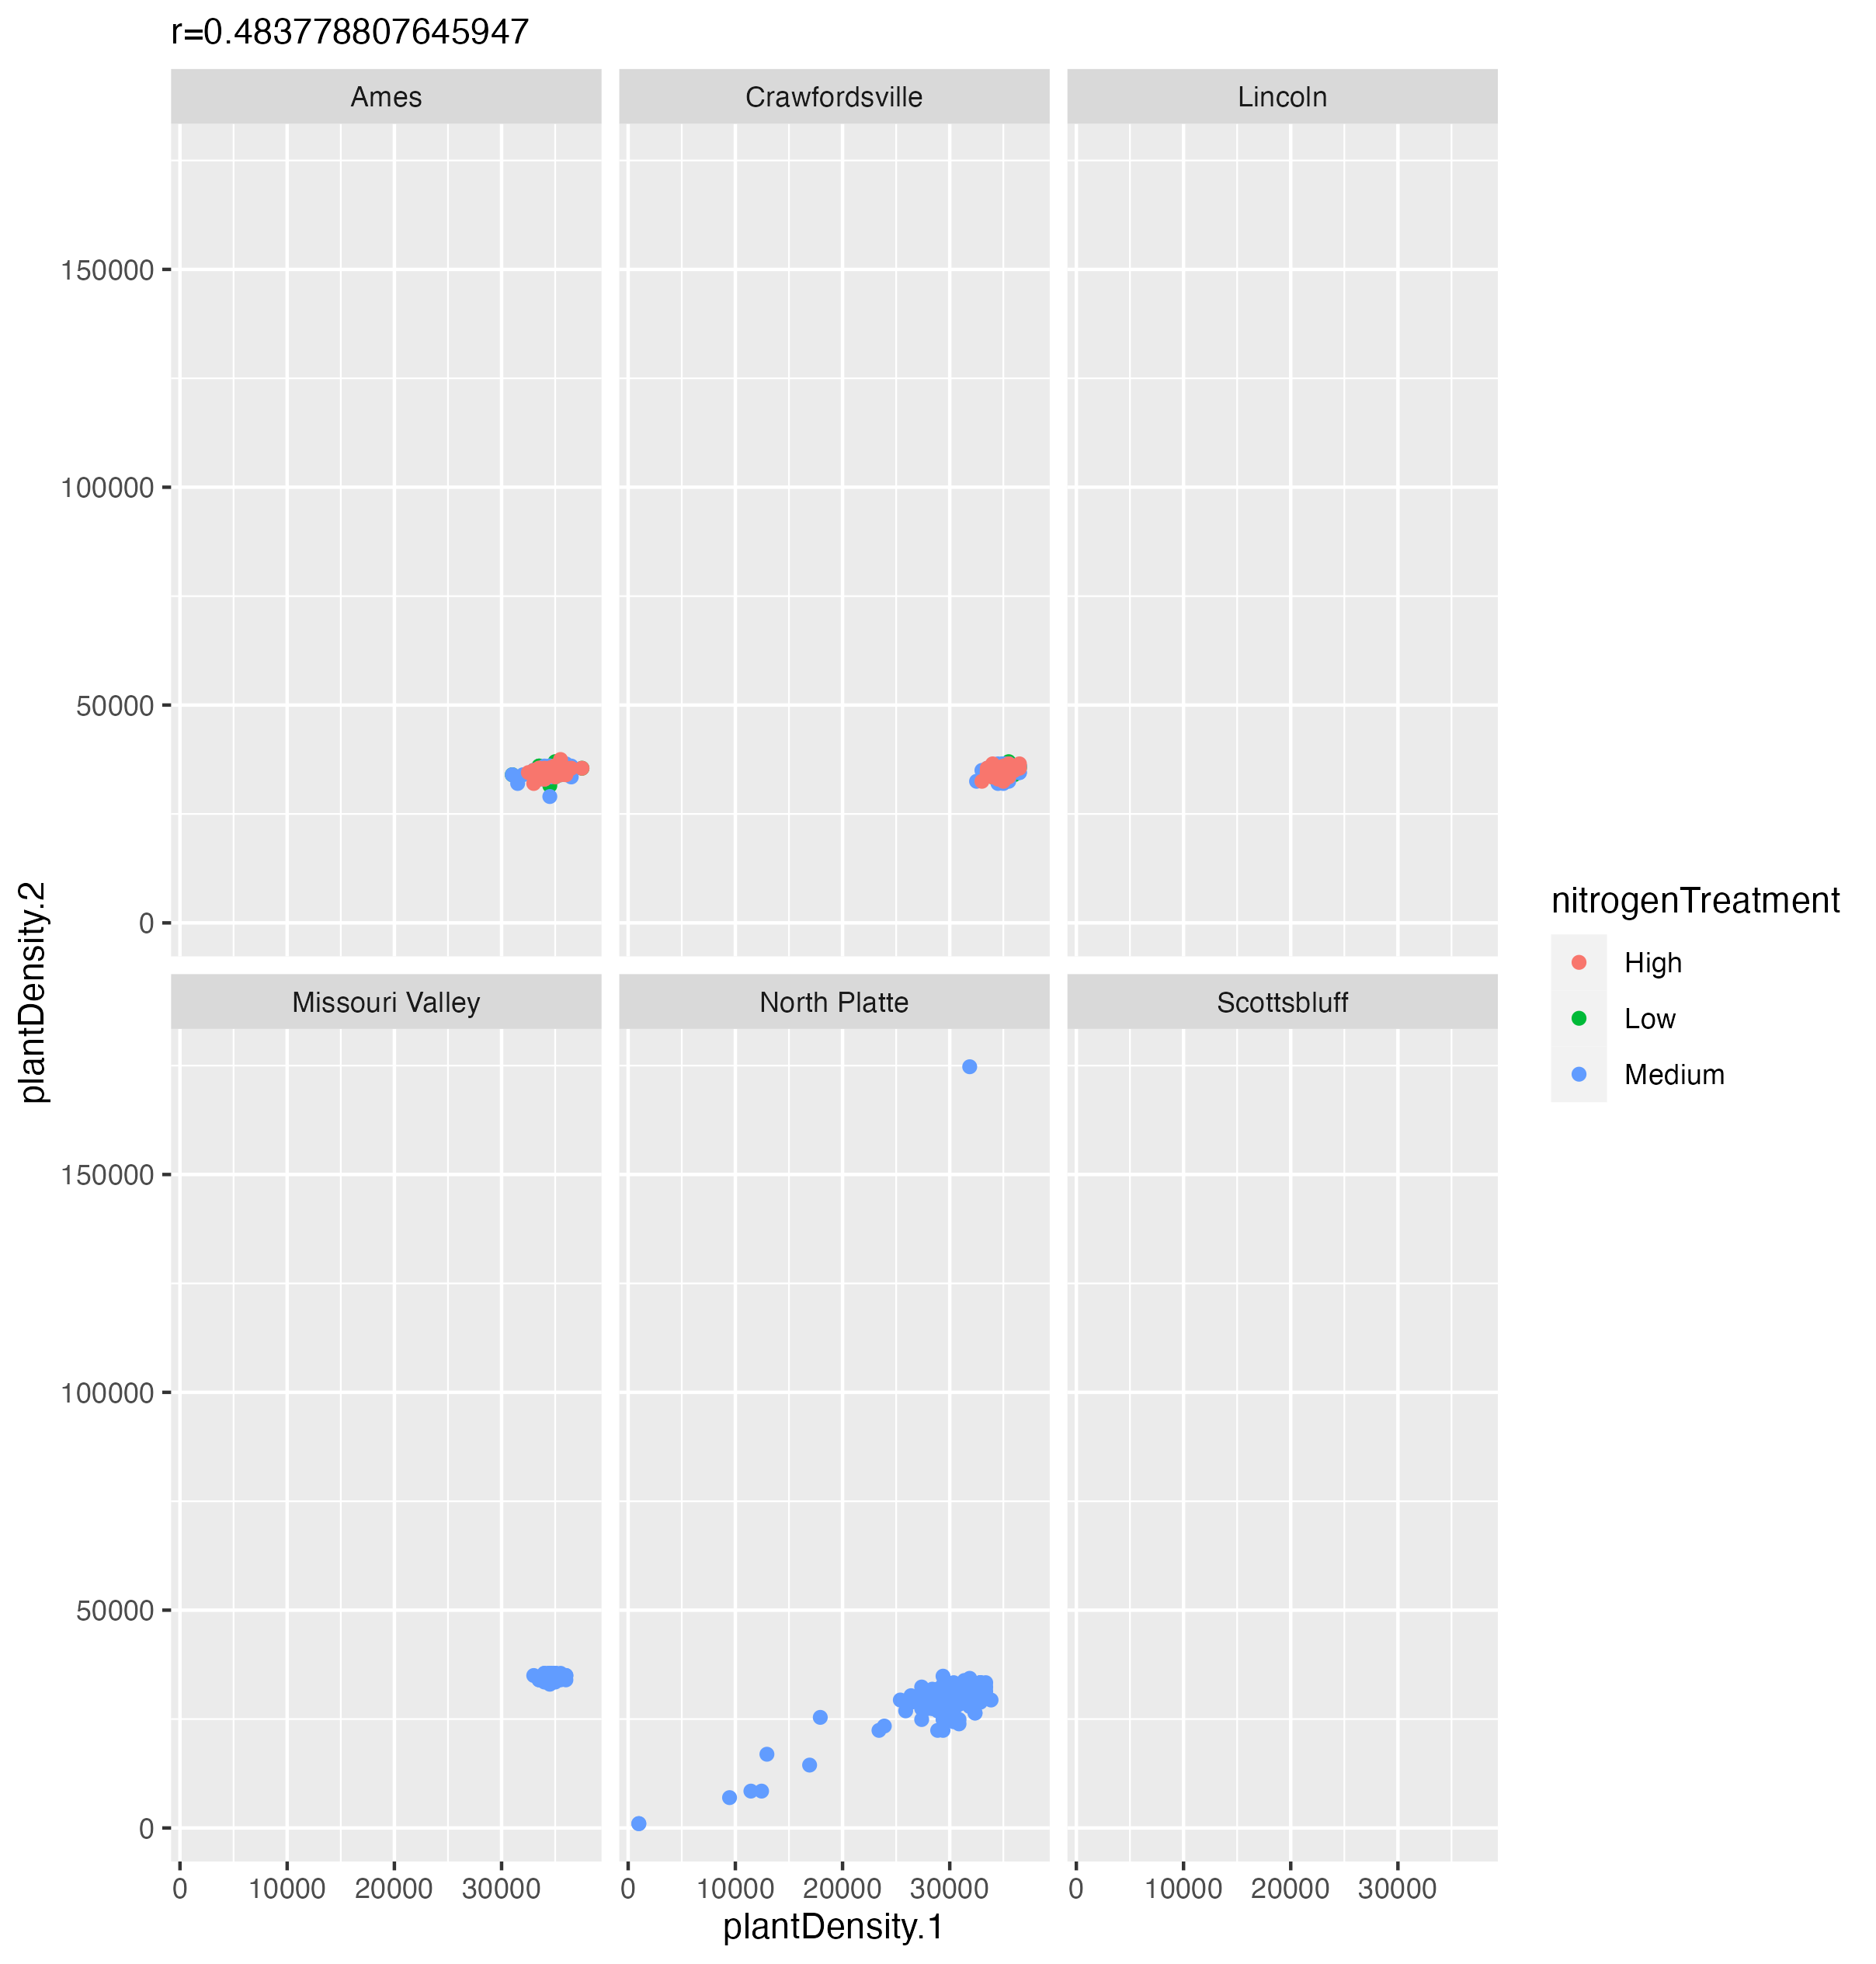 r=0.483778807645947
Ames
Crawfordsville
Lincoln
150000
100000
50000
0
Missouri Valley
North Platte
Scottsbluff
150000
100000
50000
0
0 10000 20000 30000
0 10000 20000 30000
0 10000 20000 30000
plantDensity.1
plantDensity.2
nitrogenTreatment
High
Low
Medium